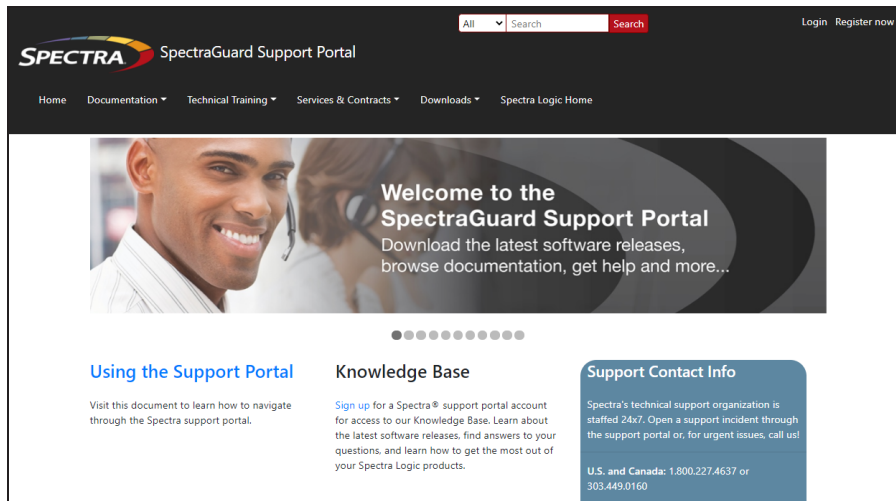 All Search Search Login Register now
SPECTRA SpectraGuard Support Portal
Home Documentation Technical Training Services & Contracts Downloads Spectra Logic Home
Welcome to the
SpectraGuard Support Portal
Download the latest software releases,
browse documentation, get help and more...
Using the Support Portal
Visit this document to learn how to navigate
through the Spectra support portal.
Knowledge Base
Sign up for a Spectra® support portal account
for access to our Knowledge Base. Learn about
the latest software releases, find answers to your
questions, and learn how to get the most out of
your Spectra Logic products.
Support Contact Info
Spectra's technical support organization is
staffed 24x7. Open a support incident through
the support portal or, for urgent issues, call us!
U.S. and Canada: 1.800.227.4637 or
303.449.0160